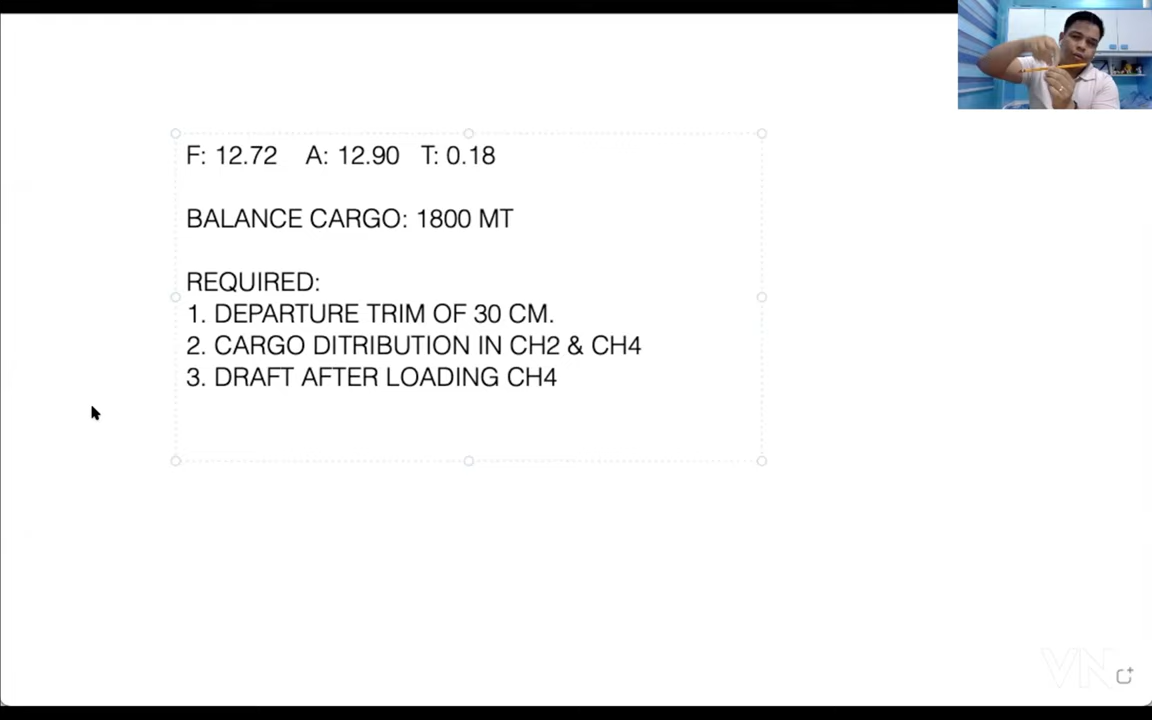 F: 12.72 A: 12.90 T: 0.18
BALANCE CARGO: 1800 MT
REQUIRED:
1. DEPARTURE TRIM OF 30 CM.
2. CARGO DITRIBUTION IN CH2 & CH4
3. DRAFT AFTER LOADING CH4
VN